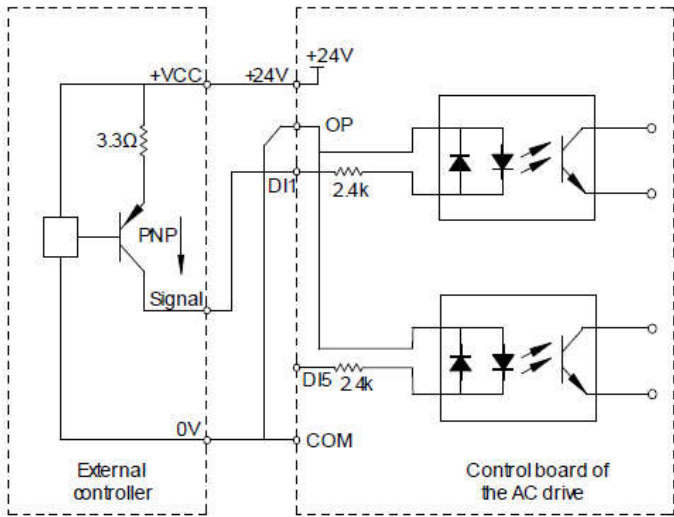 +24V
+VCC
+24V
OP
3.3Ω
DI1
2.4k
PNP
Signal
DI5
2.4k
0V
COM
External
controller
Control board of
the AC drive